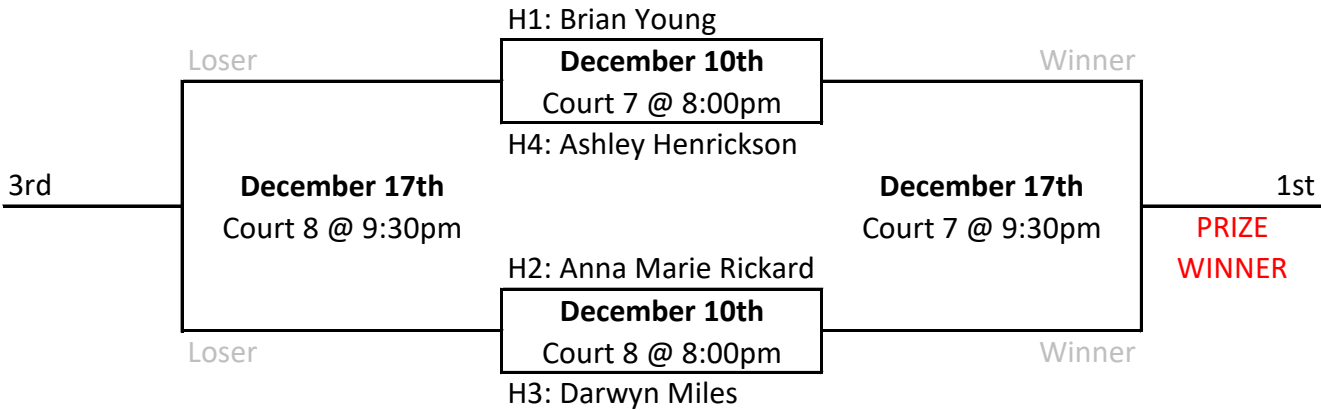 H1: Brian Young
Loser
December 10th
Winner
Court 7 @ 8:00pm
H4: Ashley Henrickson
3rd
December 17th
December 17th
1st
Court 8 @ 9:30pm
Court 7 @ 9:30pm
PRIZE
H2: Anna Marie Rickard
WINNER
December 10th
Loser
Court 8 @ 8:00pm
Winner
H3: Darwyn Miles